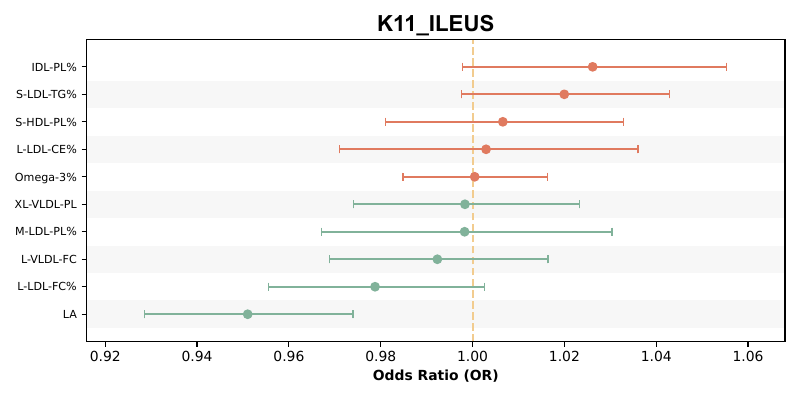 K11_ILEUS
IDL-PL%
S-LDL-TG%
S-HDL-PL%
L-LDL-CE%
Omega-3%
XL-VLDL-PL
M-LDL-PL%
L-VLDL-FC
L-LDL-FC%
LA
0.92 0.94 0.96 0.98 1.00 1.02 1.04 1.06
Odds Ratio (OR)